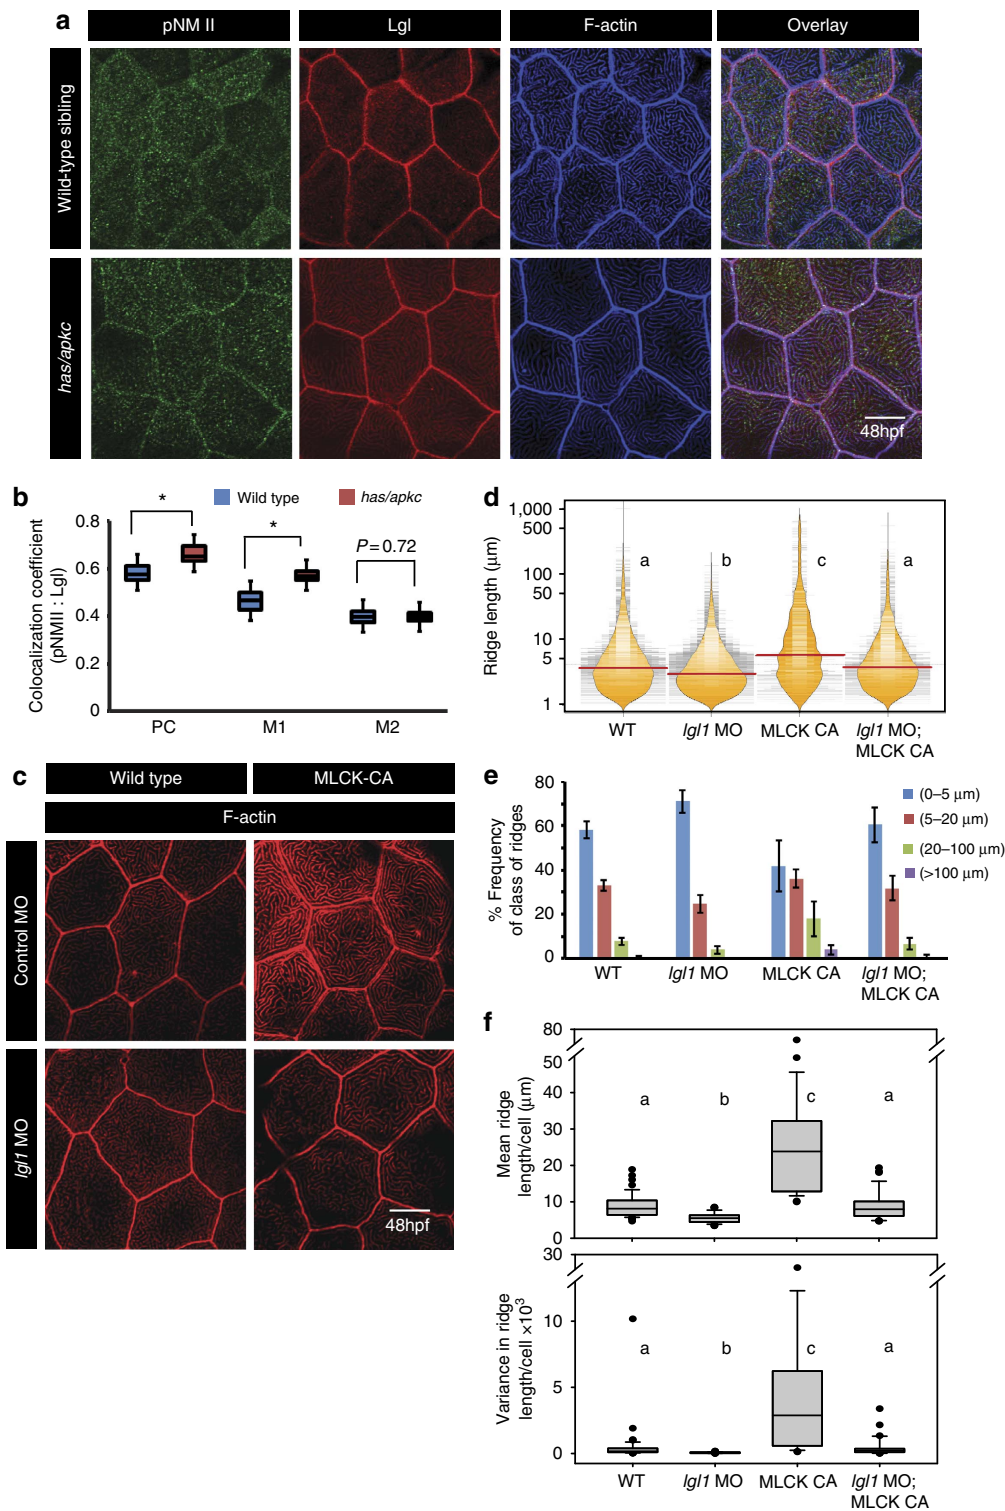 a
pNM II
Lgl
F-actin
Overlay
Wild-type sibling
has/apkc
48hpf
b
Wild type
has/apkc
Colocalization coefficient
(pNMII : Lgl)
0.8
0.6
0.4
0.2
0
*
*
P = 0.72
PC
M1
M2
c
Wild type
MLCK-CA
F-actin
Control MO
lgl1 MO
48hpf
d
Ridge length (µm)
1,000
500
100
50
10
5
1
a
b
c
a
WT
lgl1 MO
MLCK CA
lgl1 MO;
MLCK CA
e
% Frequency
of class of ridges
80
60
40
20
0
(0–5 µm)
(5–20 µm)
(20–100 µm)
(>100 µm)
WT
lgl1 MO
MLCK CA
lgl1 MO;
MLCK CA
f
Mean ridge
length/cell (µm)
80
50
40
30
20
10
0
a
b
c
a
Variance in ridge
length/cell ×10³
30
10
5
0
a
b
c
a
WT
lgl1 MO
MLCK CA
lgl1 MO;
MLCK CA